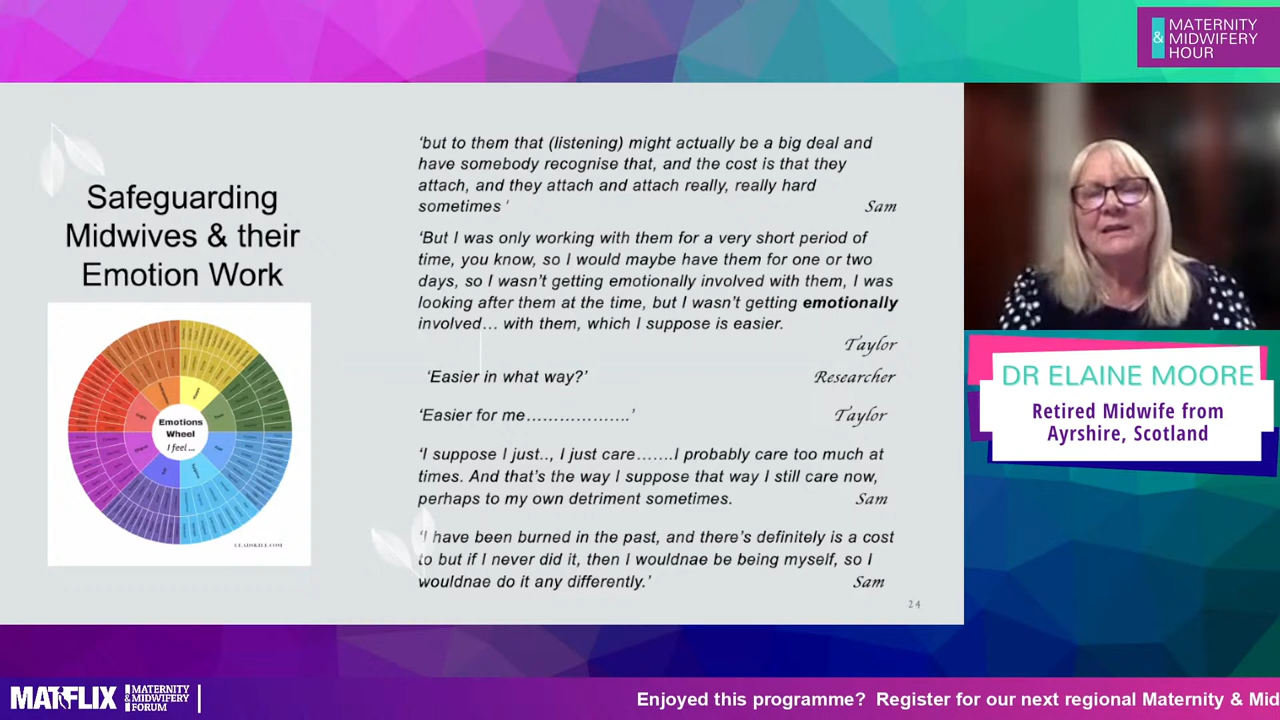 MATERNITY
& MIDWIFERY
HOUR
Safeguarding
Midwives & their
Emotion Work
Emotions
Wheel
I feel ...
LEADSKILL.COM
‘but to them that (listening) might actually be a big deal and
have somebody recognise that, and the cost is that they
attach, and they attach and attach really, really hard
sometimes ’ Sam
‘But I was only working with them for a very short period of
time, you know, so I would maybe have them for one or two
days, so I wasn’t getting emotionally involved with them, I was
looking after them at the time, but I wasn’t getting emotionally
involved… with them, which I suppose is easier.
Taylor
‘Easier in what way?’ Researcher
‘Easier for me……………….’ Taylor
‘I suppose I just.., I just care…….I probably care too much at
times. And that’s the way I suppose that way I still care now,
perhaps to my own detriment sometimes. Sam
‘I have been burned in the past, and there’s definitely is a cost
to but if I never did it, then I wouldnae be being myself, so I
wouldnae do it any differently.’ Sam
24
DR ELAINE MOORE
Retired Midwife from
Ayrshire, Scotland
MATFLIX
MATERNITY
& MIDWIFERY
FORUM
Enjoyed this programme? Register for our next regional Maternity & Mid